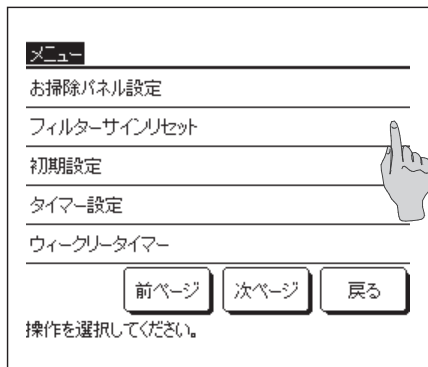 メニュー
お掃除パネル設定
フィルターサインリセット
初期設定
タイマー設定
ウィークリータイマー
前ページ 次ページ 戻る
操作を選択してください。